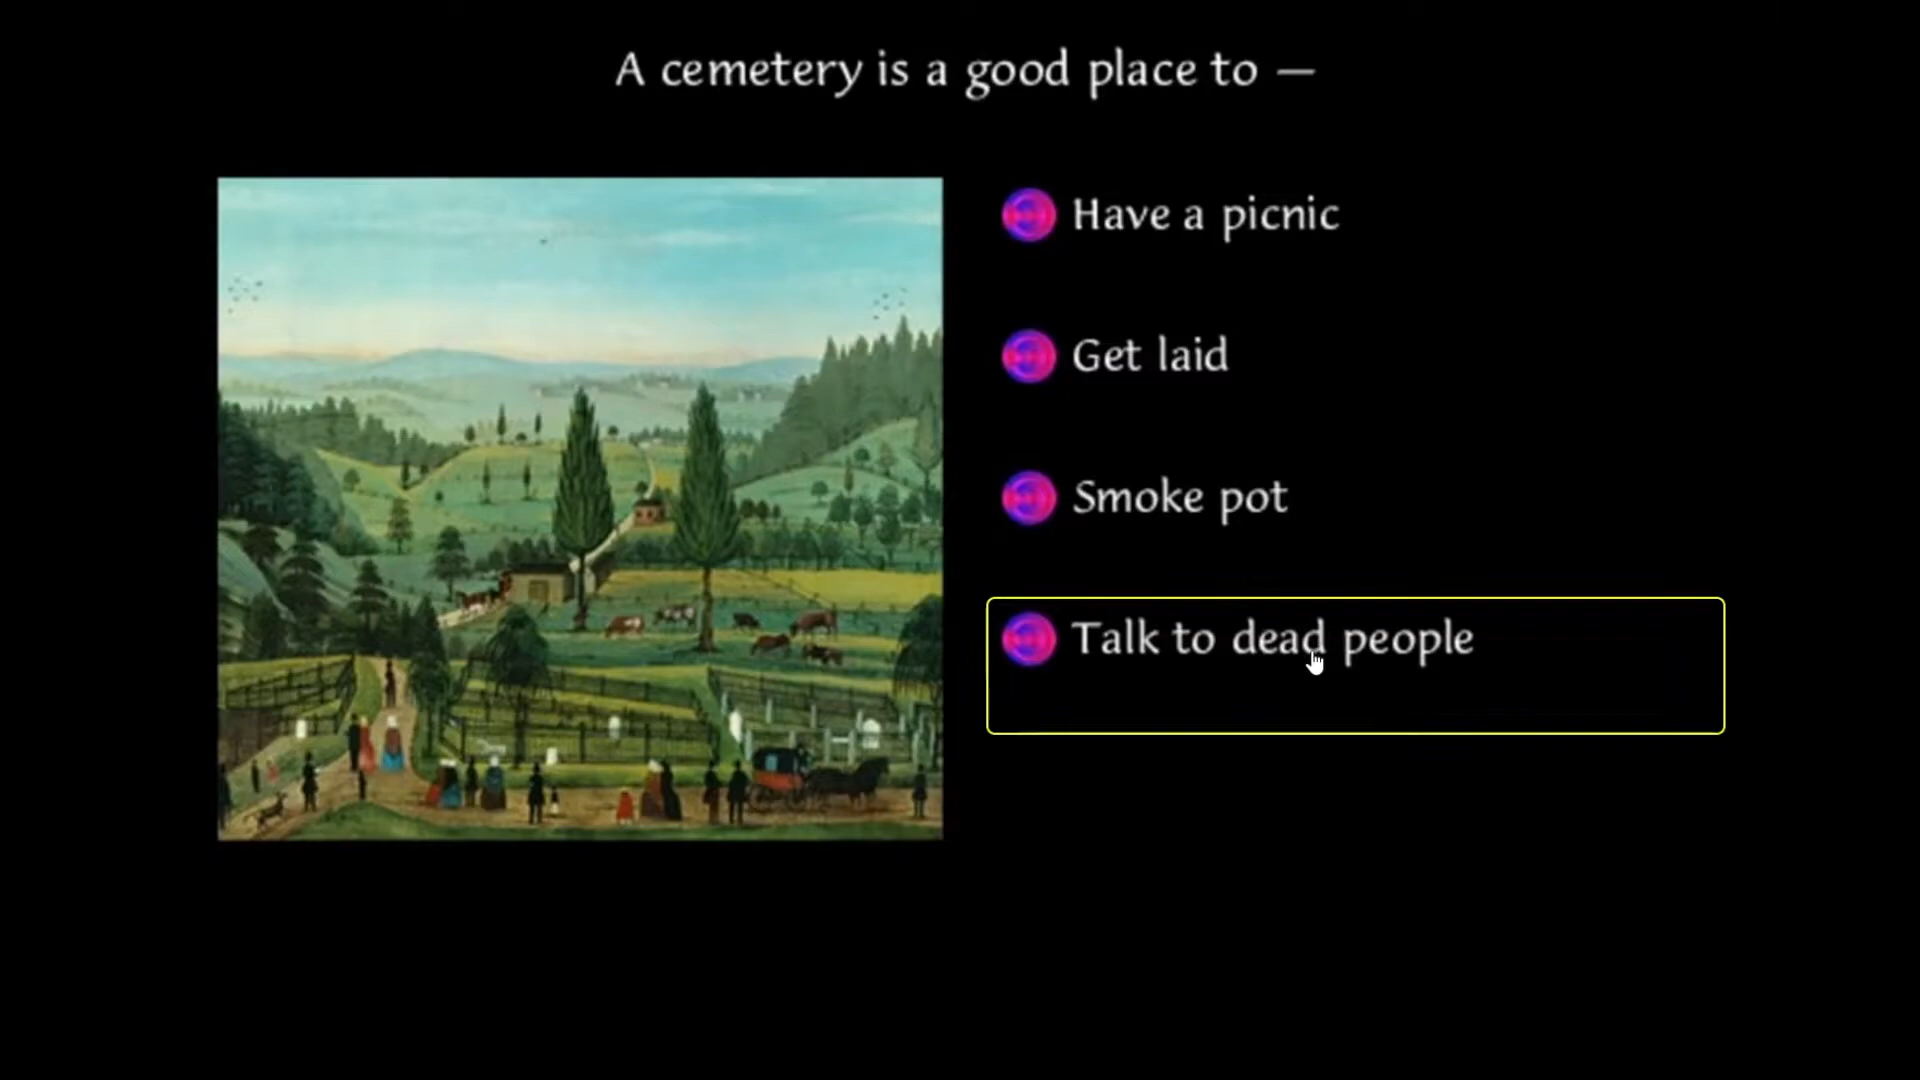 A cemetery is a good place to —
Have a picnic
Get laid
Smoke pot
Talk to dead people